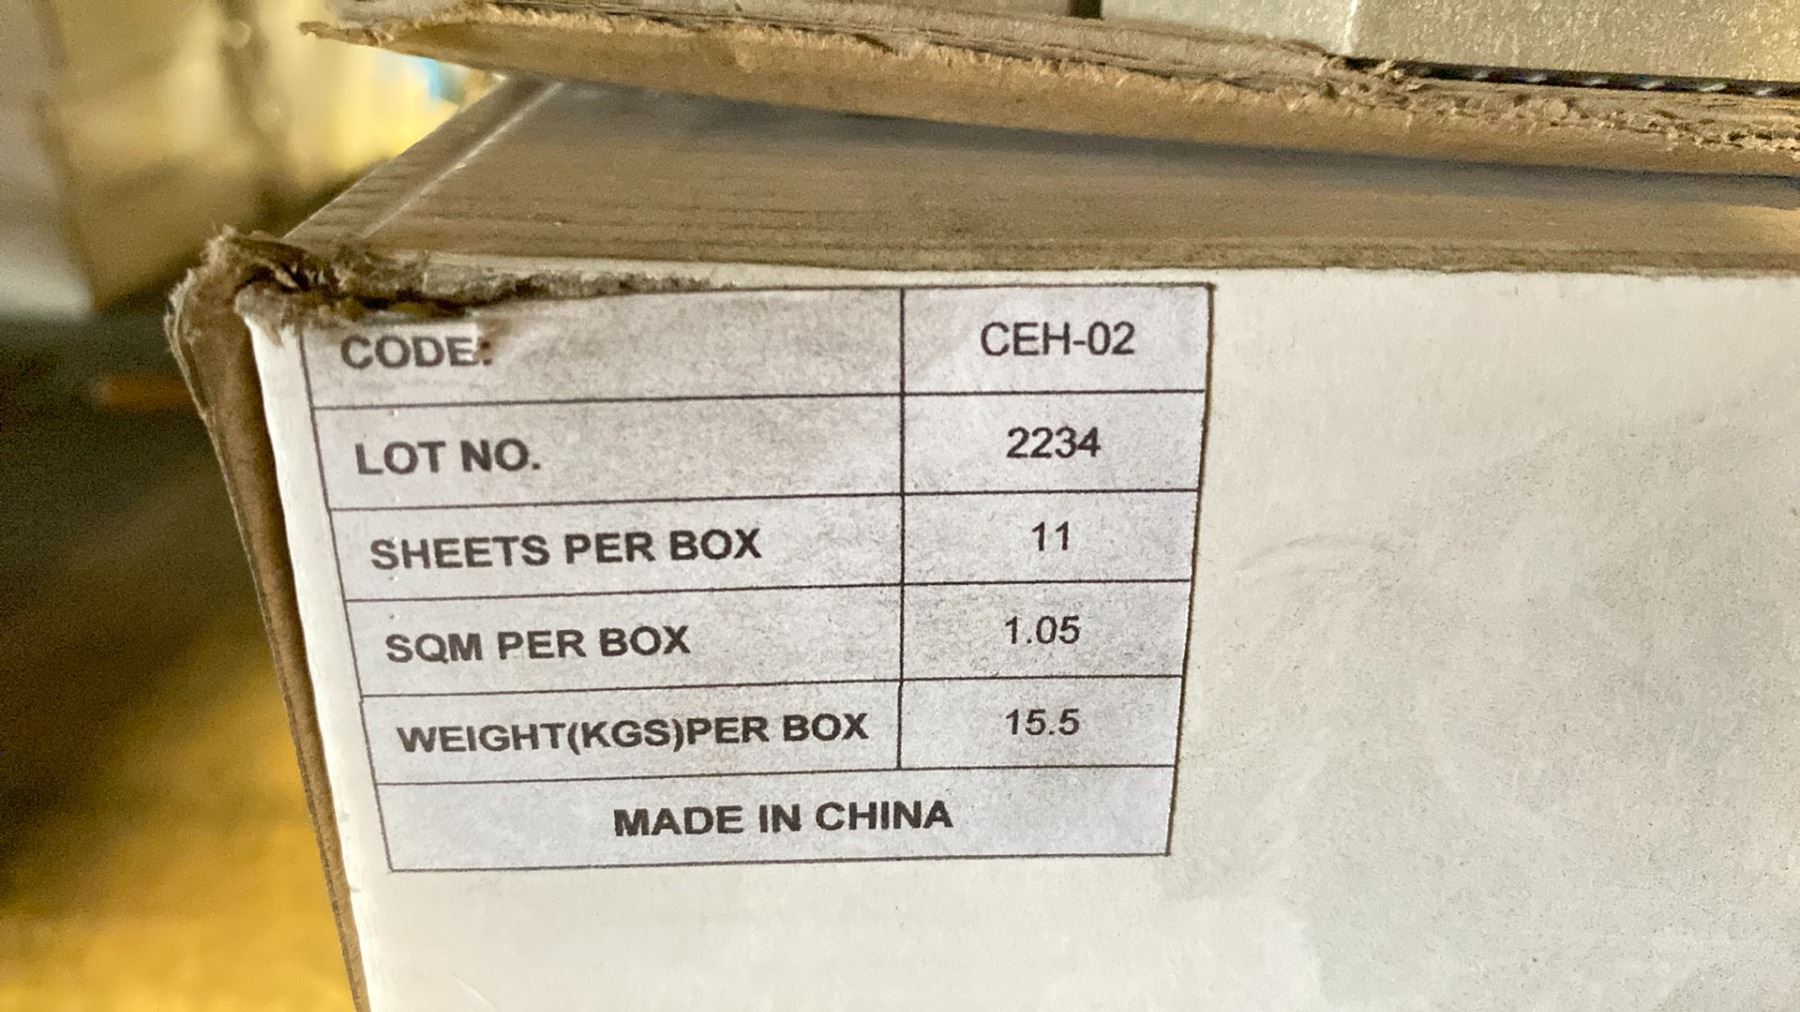 CODE: CEH-02
LOT NO. 2234
SHEETS PER BOX 11
SQM PER BOX 1.05
WEIGHT(KGS)PER BOX 15.5
MADE IN CHINA